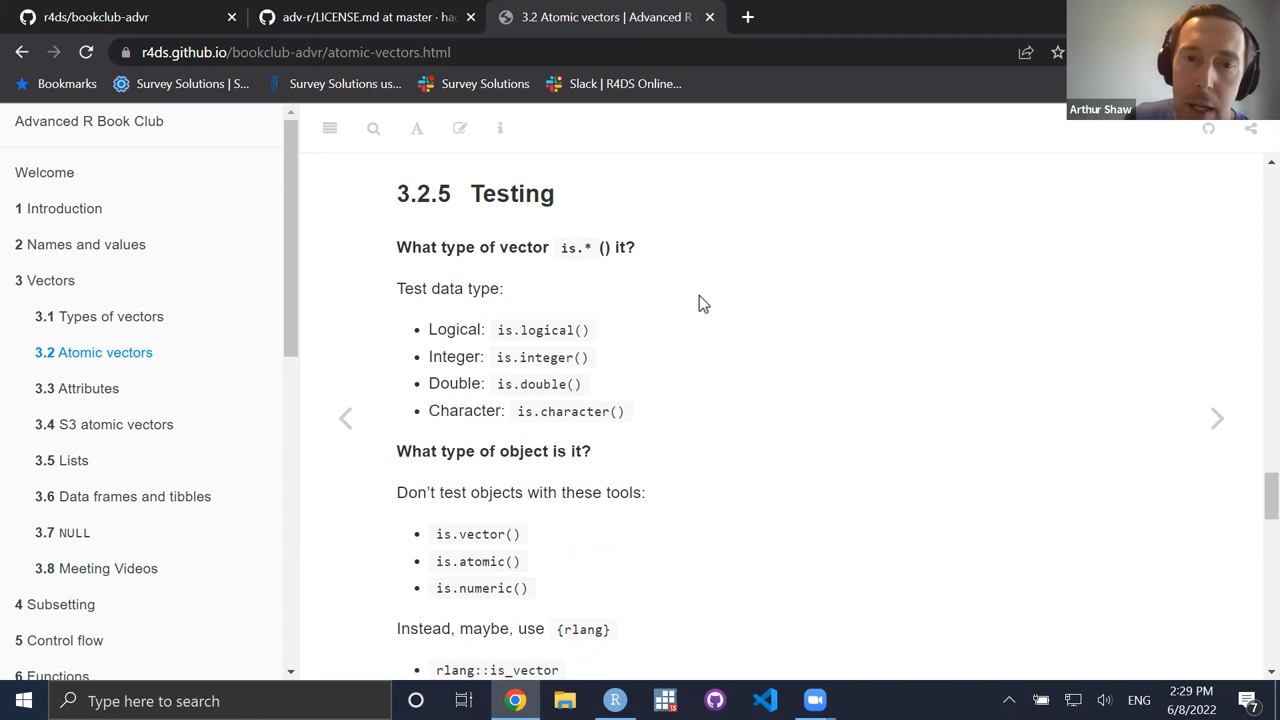 r4ds/bookclub-advr
adv-r/LICENSE.md at master · ha
3.2 Atomic vectors | Advanced R
r4ds.github.io/bookclub-advr/atomic-vectors.html
Bookmarks
Survey Solutions | S...
Survey Solutions us...
Survey Solutions
Slack | R4DS Online...
Arthur Shaw
Advanced R Book Club
Welcome
1 Introduction
2 Names and values
3 Vectors
3.1 Types of vectors
3.2 Atomic vectors
3.3 Attributes
3.4 S3 atomic vectors
3.5 Lists
3.6 Data frames and tibbles
3.7 NULL
3.8 Meeting Videos
4 Subsetting
5 Control flow
6 Functions
3.2.5 Testing
What type of vector is.* () it?
Test data type:
• Logical: is.logical()
• Integer: is.integer()
• Double: is.double()
• Character: is.character()
What type of object is it?
Don't test objects with these tools:
• is.vector()
• is.atomic()
• is.numeric()
Instead, maybe, use {rlang}
• rlang::is_vector
Type here to search
ENG
2:29 PM
6/8/2022
7